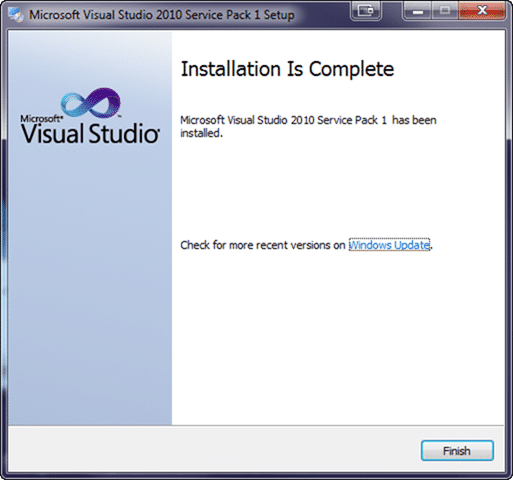 Microsoft Visual Studio 2010 Service Pack 1 Setup
Installation Is Complete
Microsoft Visual Studio 2010 Service Pack 1 has been
installed.
Microsoft®
Visual Studio®
Check for more recent versions on Windows Update.
Finish